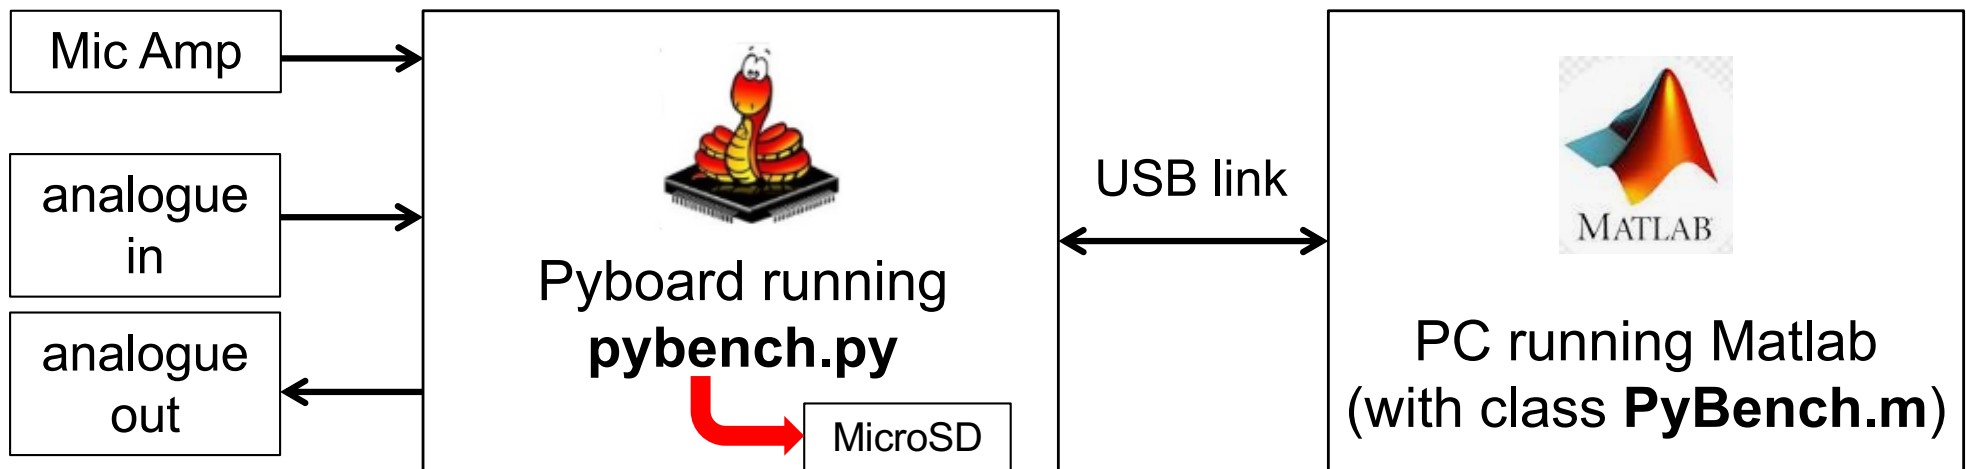 Mic Amp
analogue
in
analogue
out
Pyboard running
pybench.py
MicroSD
USB link
MATLAB
PC running Matlab
(with class PyBench.m)